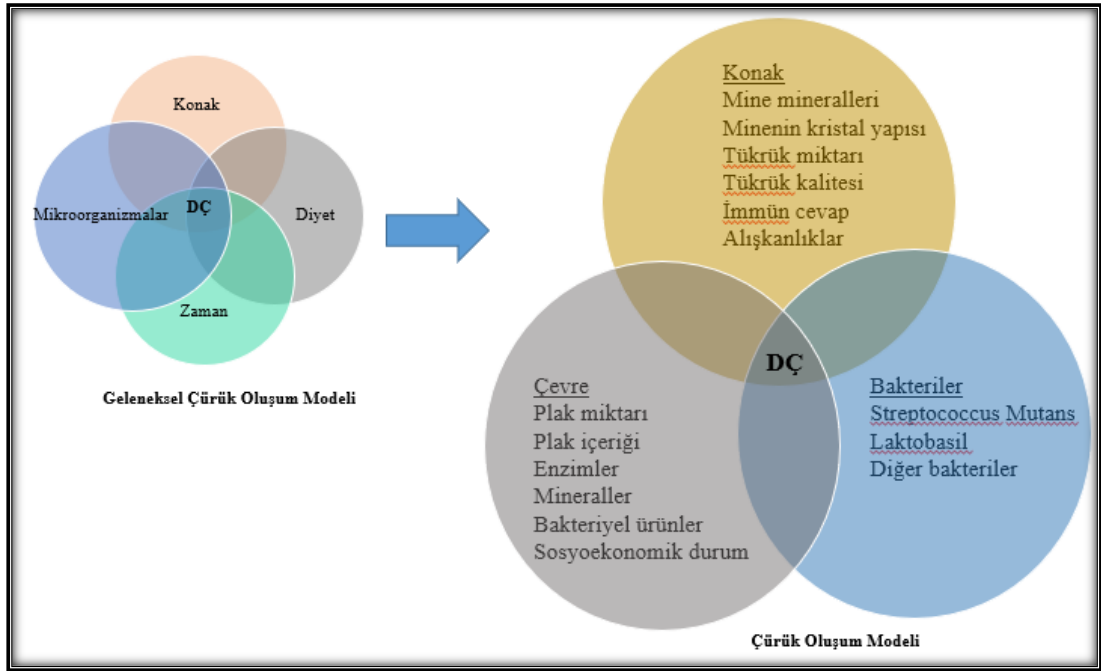 Konak
Mikroorganizmalar
DÇ
Diyet
Zaman
Geleneksel Çürük Oluşum Modeli
Konak
Mine mineralleri
Minenin kristal yapısı
Tükrük miktarı
Tükrük kalitesi
İmmün cevap
Alışkanlıklar
DÇ
Çevre
Plak miktarı
Plak içeriği
Enzimler
Mineraller
Bakteriyel ürünler
Sosyoekonomik durum
Bakteriler
Streptococcus Mutans
Laktobasil
Diğer bakteriler
Çürük Oluşum Modeli